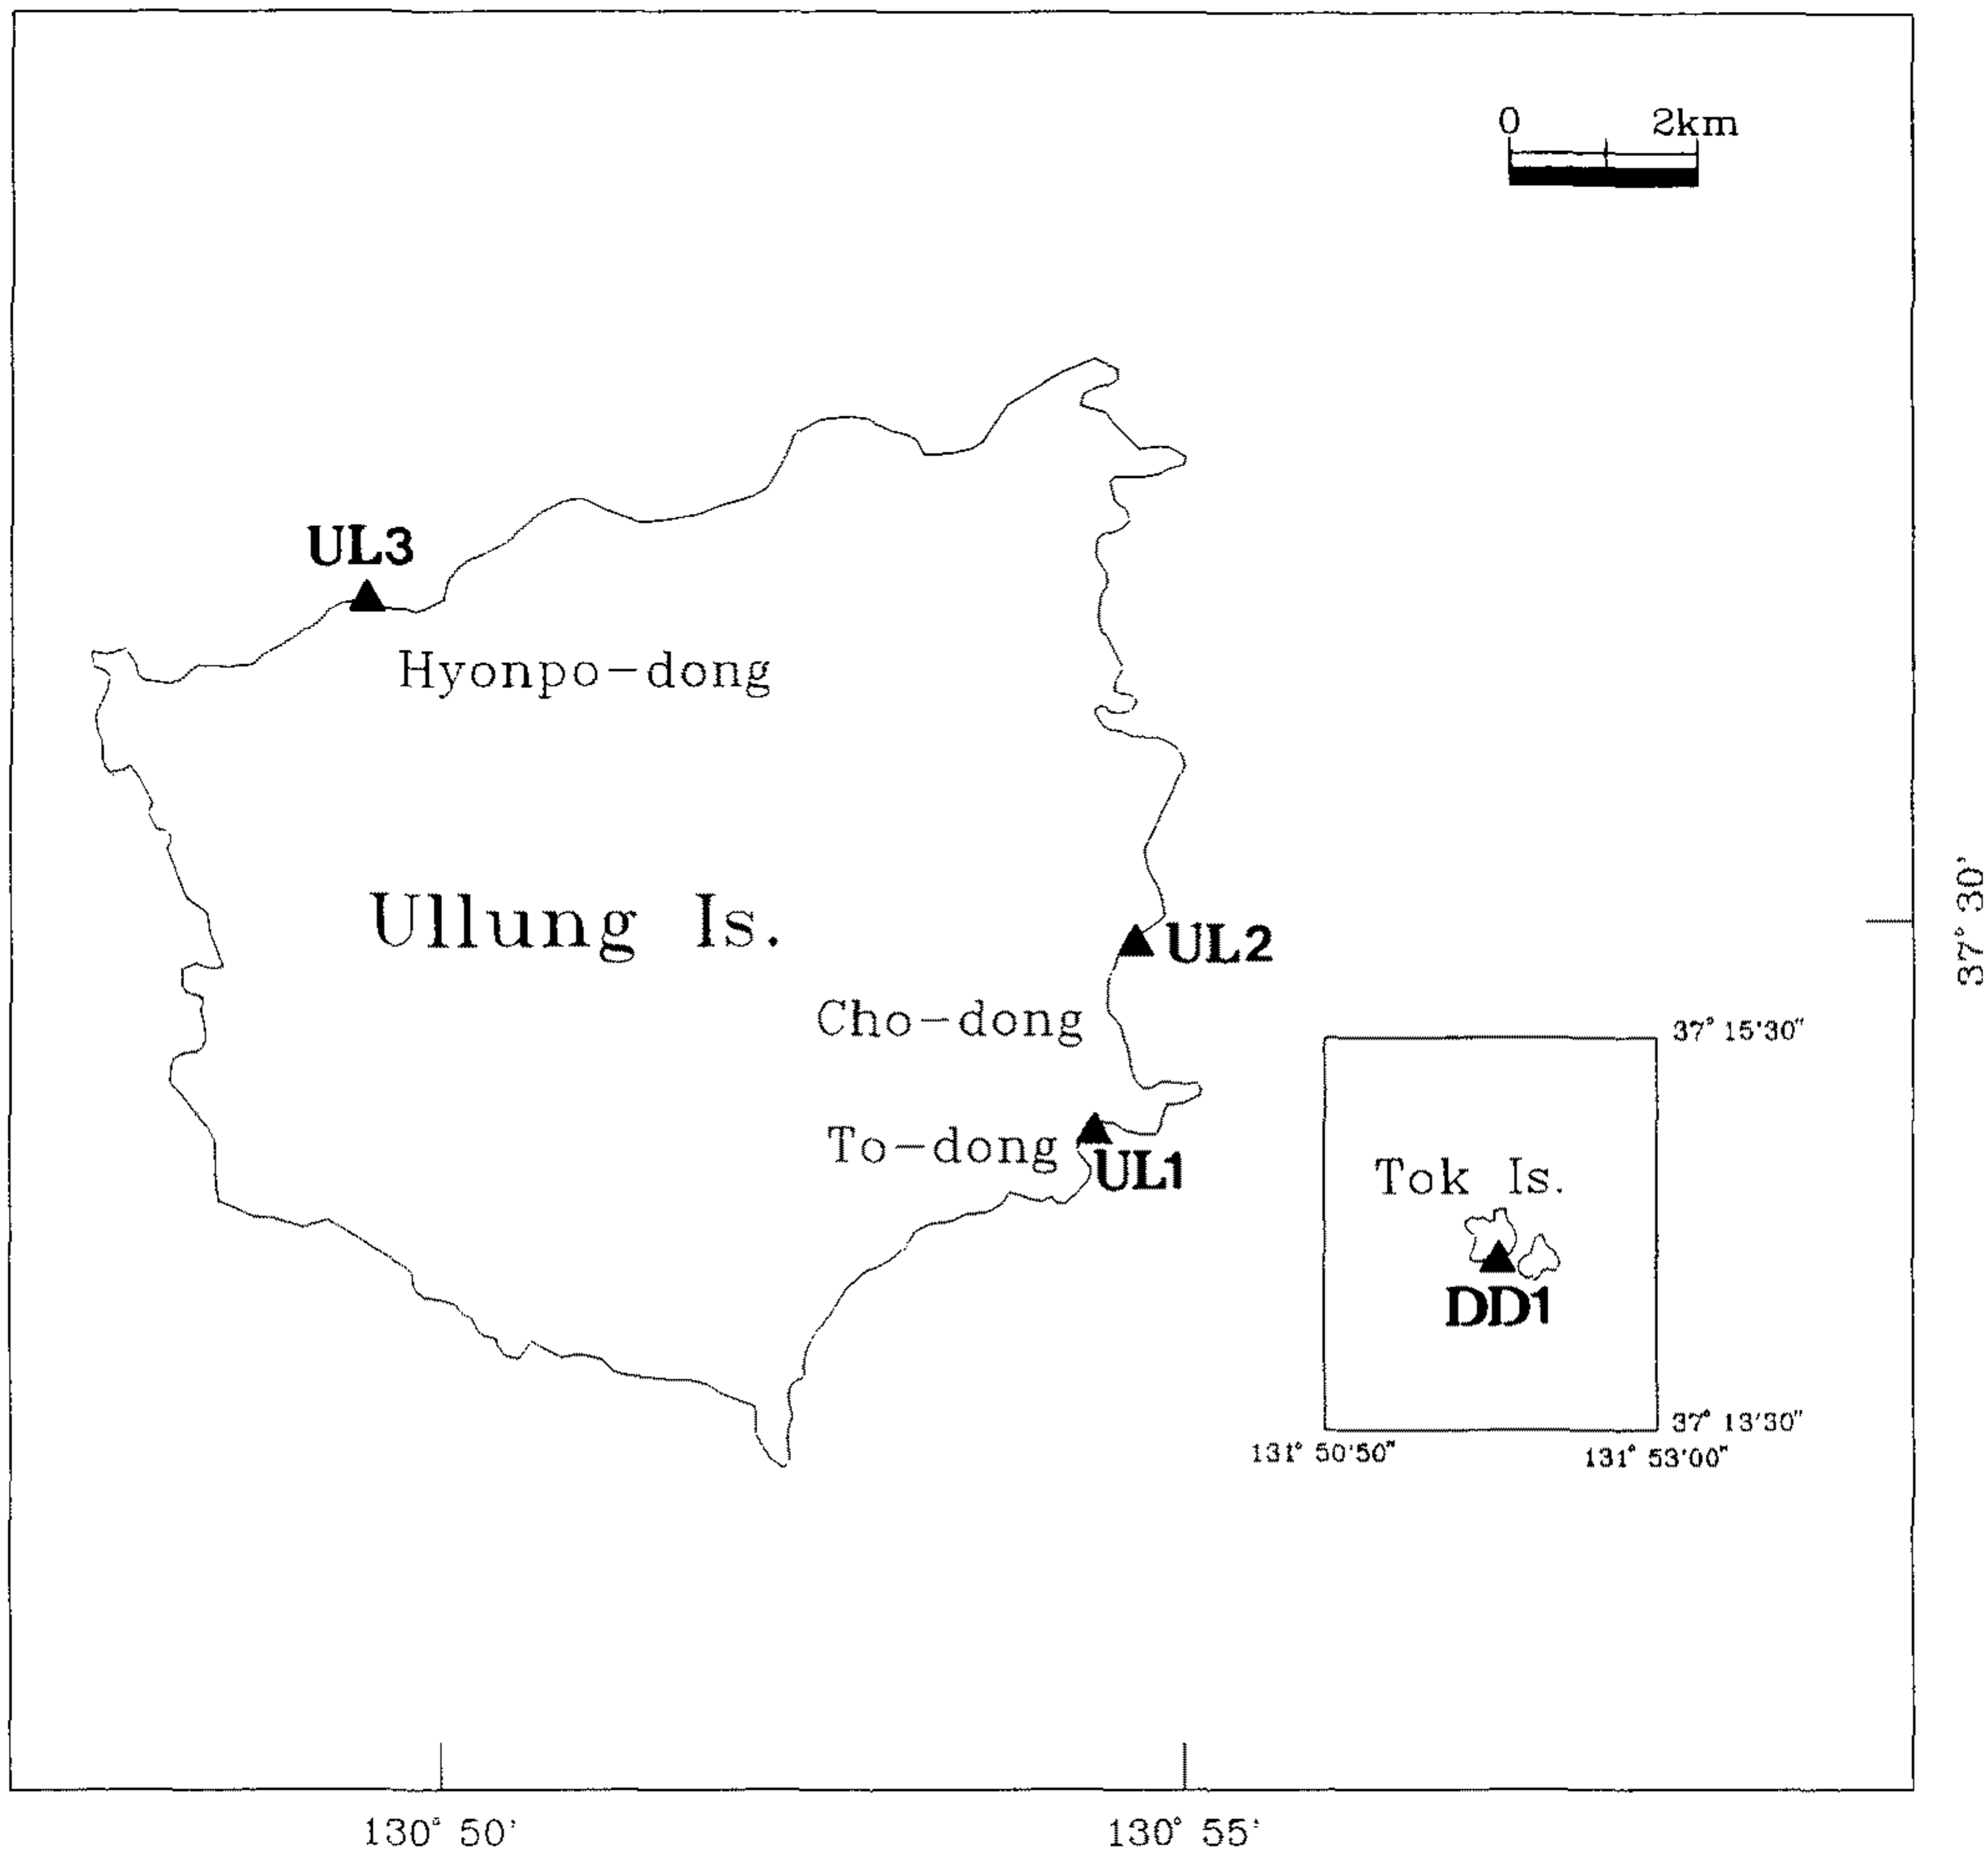 0 2km
UL3
Hyonpo-dong
Ullung Is.
UL2
37° 30'
Cho-dong
To-dong
UL1
37° 15'30"
Tok Is.
DD1
37° 13'30"
131° 50'50"
131° 53'00"
130° 50'
130° 55'